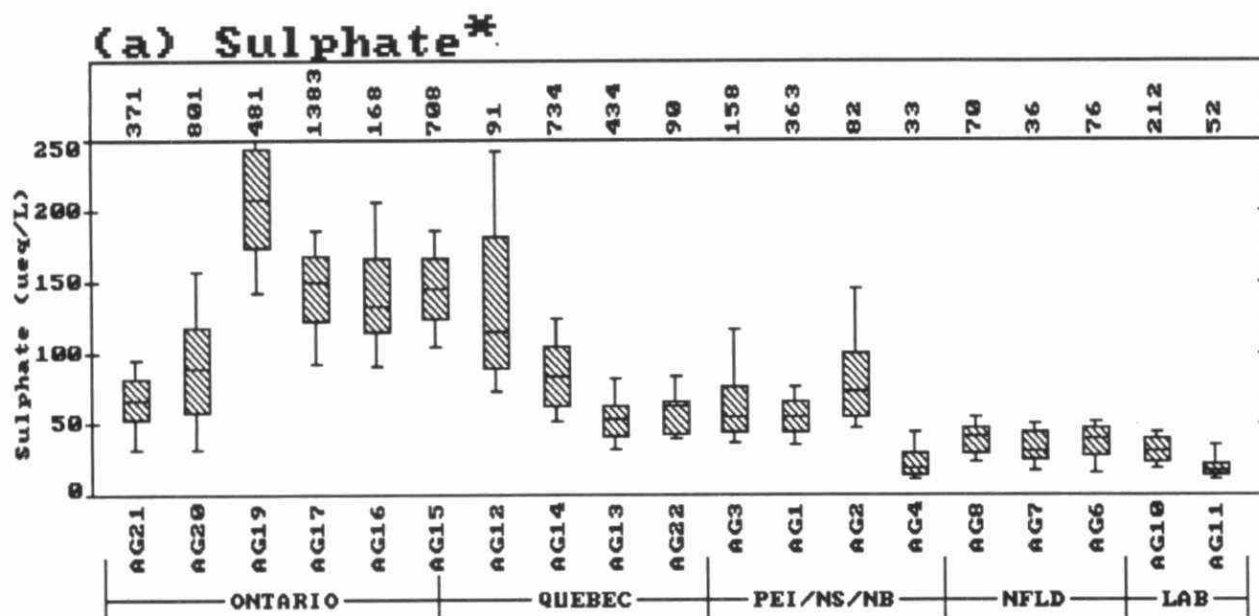 (a) Sulphate*
371 801 481 1383 168 708 91 734 434 90 158 363 82 33 70 36 76 212 52
Sulphate (ueq/L)
250
200
150
100
50
0
AG21 AG20 AG19 AG17 AG16 AG15 AG12 AG14 AG13 AG22 AG3 AG1 AG2 AG4 AG8 AG7 AG6 AG10 AG11
ONTARIO QUEBEC PEI/NS/NB NFLD LAB